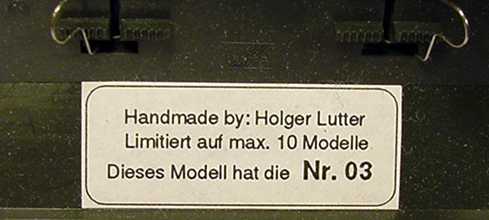 Handmade by: Holger Lutter
Limitiert auf max. 10 Modelle
Dieses Modell hat die Nr. 03